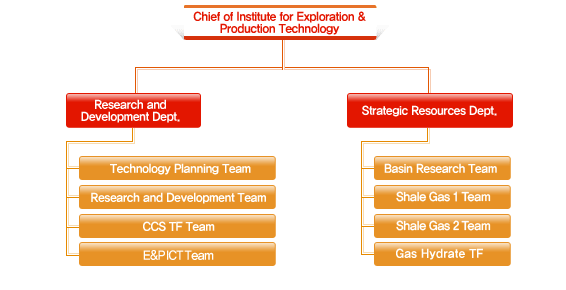 Chief of Institute for Exploration &
Production Technology
Research and
Development Dept.
Strategic Resources Dept.
Technology Planning Team
Research and Development Team
CCS TF Team
E&PICT Team
Basin Research Team
Shale Gas 1 Team
Shale Gas 2 Team
Gas Hydrate TF